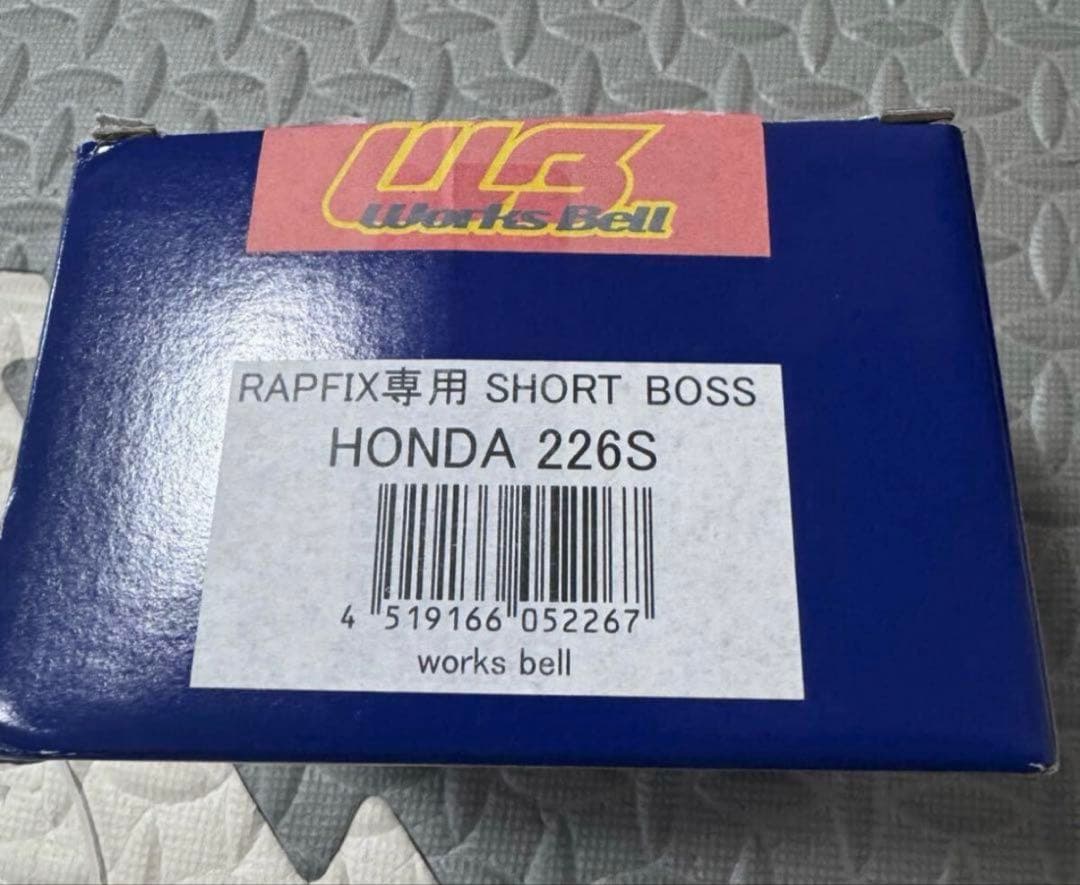 WB
Works Bell
RAPFIX専用 SHORT BOSS
HONDA 226S
4 519166 052267
works bell